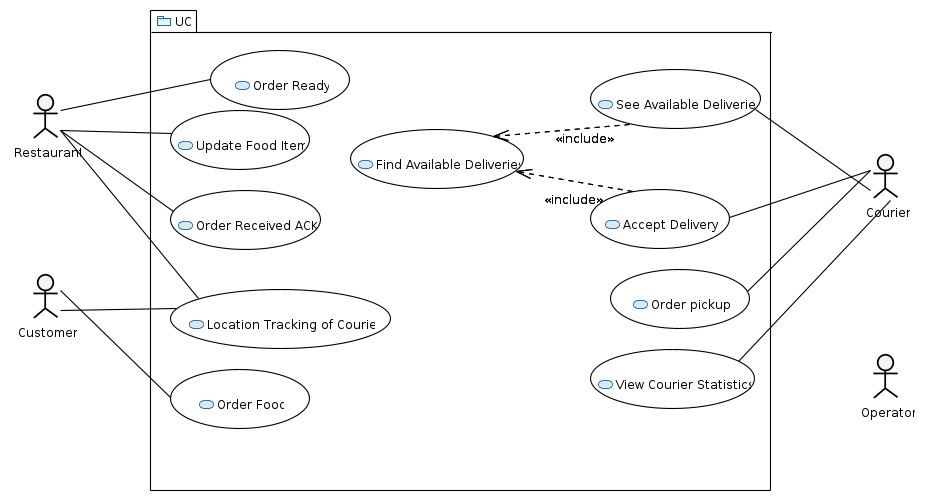 UC
Order Ready
Restaurant
Update Food Item
Order Received ACK
Customer
Location Tracking of Courie
Order Food
Find Available Deliveries
See Available Deliverie
«include»
«include»
Accept Delivery
Courier
Order pickup
View Courier Statistics
Operator